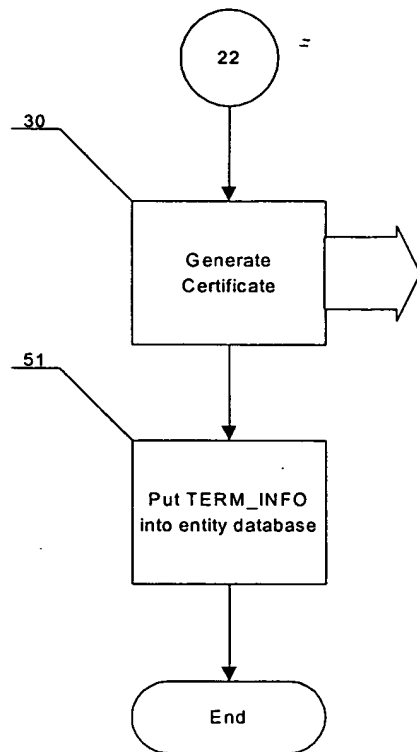 22
30
Generate
Certificate
51
Put TERM_INFO
into entity database
End